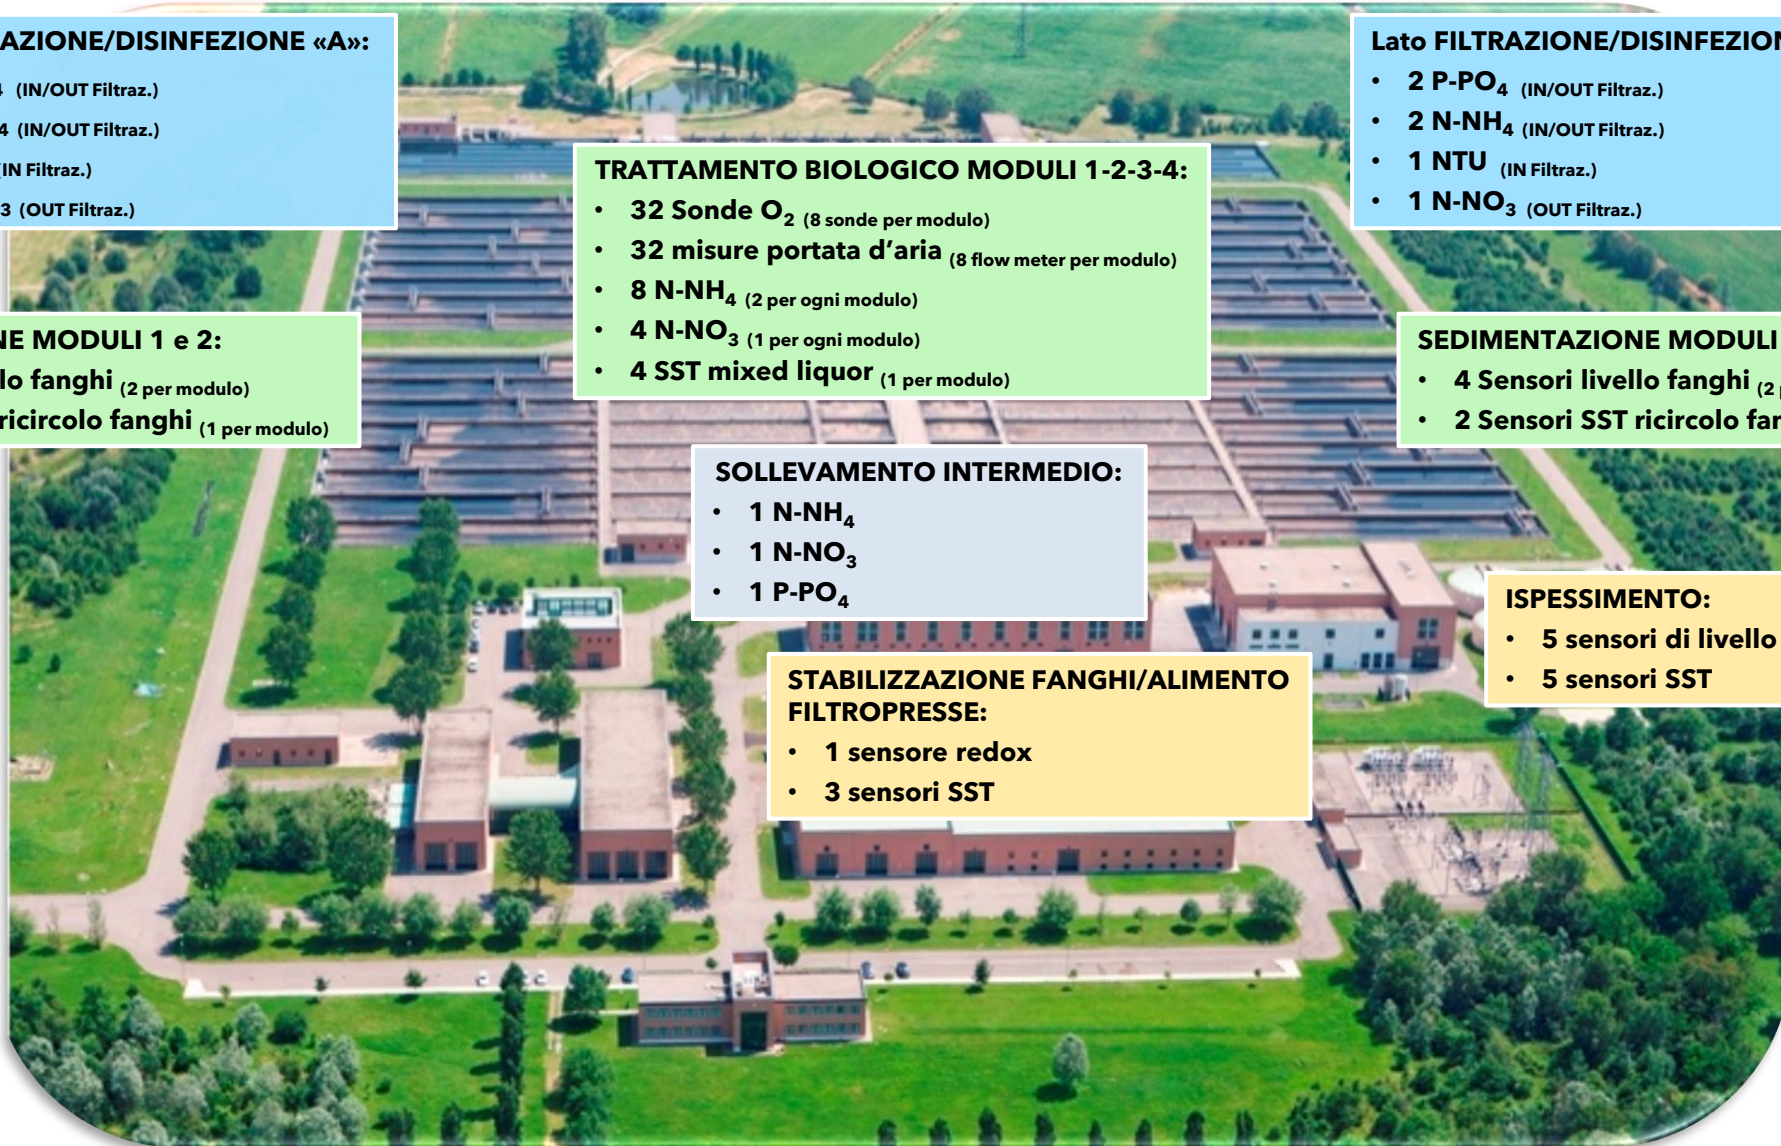 AZIONE/DISINFEZIONE «A»:
4 (IN/OUT Filtraz.)
4 (IN/OUT Filtraz.)
(IN Filtraz.)
3 (OUT Filtraz.)
Lato FILTRAZIONE/DISINFEZION
• 2 P-PO₄ (IN/OUT Filtraz.)
• 2 N-NH₄ (IN/OUT Filtraz.)
• 1 NTU (IN Filtraz.)
• 1 N-NO₃ (OUT Filtraz.)
TRATTAMENTO BIOLOGICO MODULI 1-2-3-4:
• 32 Sonde O₂ (8 sonde per modulo)
• 32 misure portata d’aria (8 flow meter per modulo)
• 8 N-NH₄ (2 per ogni modulo)
• 4 N-NO₃ (1 per ogni modulo)
• 4 SST mixed liquor (1 per modulo)
NE MODULI 1 e 2:
lo fanghi (2 per modulo)
ricircolo fanghi (1 per modulo)
SEDIMENTAZIONE MODULI
• 4 Sensori livello fanghi (2
• 2 Sensori SST ricircolo fan
SOLLEVAMENTO INTERMEDIO:
• 1 N-NH₄
• 1 N-NO₃
• 1 P-PO₄
ISPESSIMENTO:
• 5 sensori di livello
• 5 sensori SST
STABILIZZAZIONE FANGHI/ALIMENTO
FILTROPRESSE:
• 1 sensore redox
• 3 sensori SST